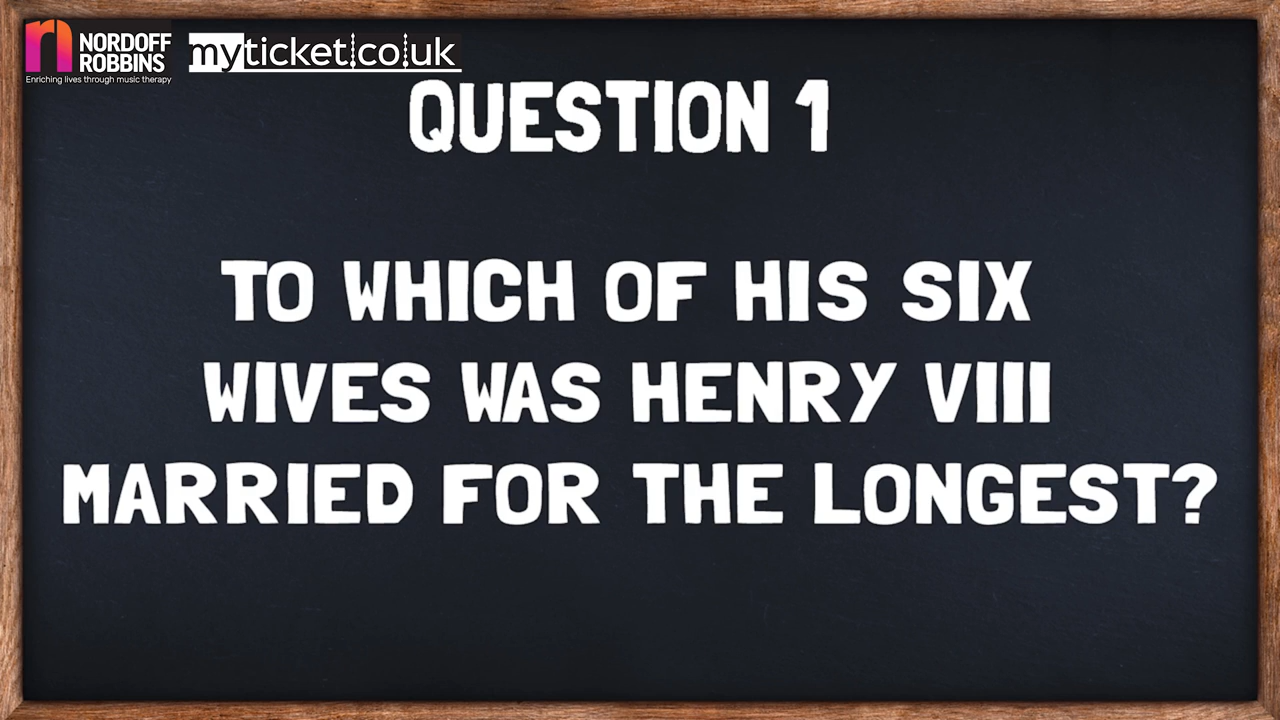 NORDOFF
ROBBINS
Enriching lives through music therapy
myticket.co.uk
QUESTION 1
TO WHICH OF HIS SIX
WIVES WAS HENRY VIII
MARRIED FOR THE LONGEST?